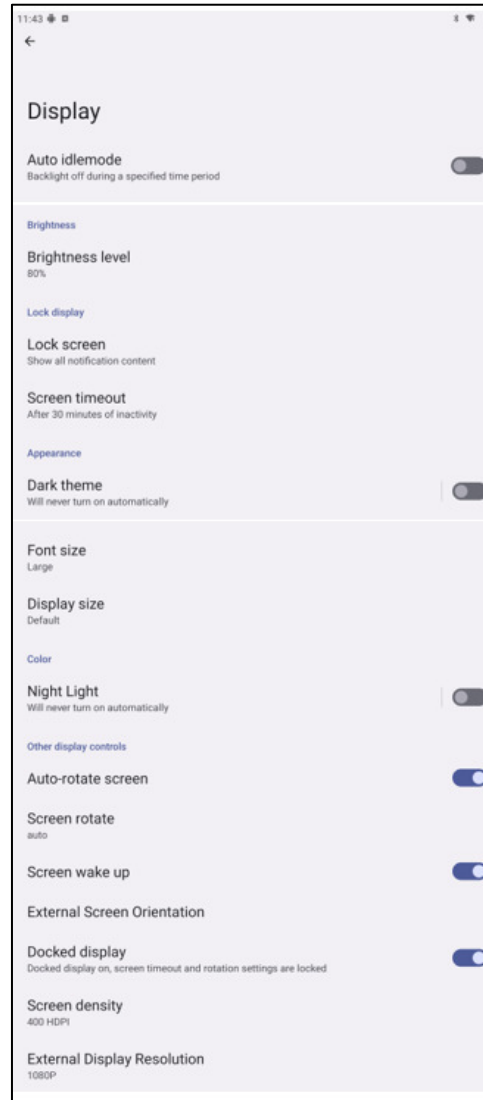 11:43
Display
Auto idlemode
Backlight off during a specified time period
Brightness
Brightness level
80%
Lock display
Lock screen
Show all notification content
Screen timeout
After 30 minutes of inactivity
Appearance
Dark theme
Will never turn on automatically
Font size
Large
Display size
Default
Color
Night Light
Will never turn on automatically
Other display controls
Auto-rotate screen
Screen rotate
auto
Screen wake up
External Screen Orientation
Docked display
Docked display on, screen timeout and rotation settings are locked
Screen density
400 HDPI
External Display Resolution
1080P